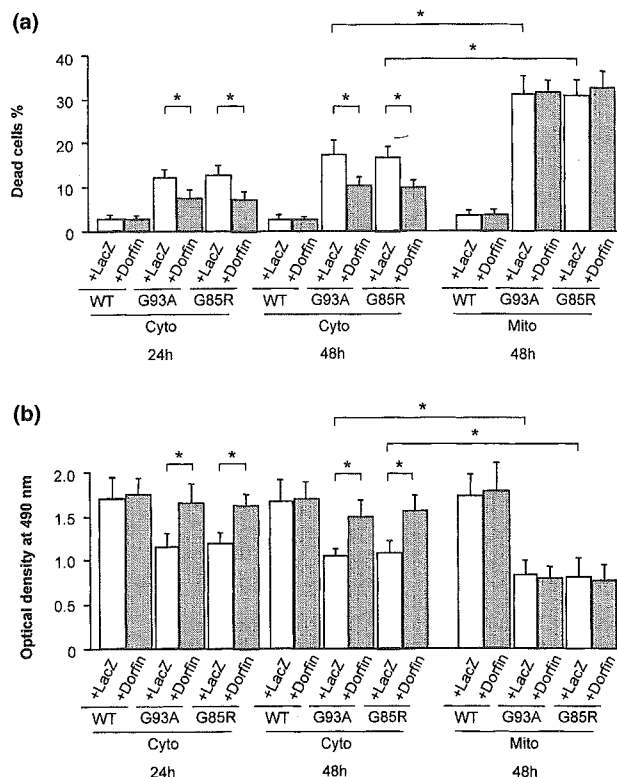 (a)
*
*
* * * *
Dead cells %
40
30
20
10
0
+LacZ +Dorfin +LacZ +Dorfin +LacZ +Dorfin +LacZ +Dorfin +LacZ +Dorfin +LacZ +Dorfin +LacZ +Dorfin +LacZ +Dorfin +LacZ +Dorfin
WT G93A G85R WT G93A G85R WT G93A G85R
Cyto Cyto Mito
24h 48h 48h
(b)
*
*
* * * *
Optical density at 490 nm
2.0
1.5
1.0
0.5
0
+LacZ +Dorfin +LacZ +Dorfin +LacZ +Dorfin +LacZ +Dorfin +LacZ +Dorfin +LacZ +Dorfin +LacZ +Dorfin +LacZ +Dorfin +LacZ +Dorfin
WT G93A G85R WT G93A G85R WT G93A G85R
Cyto Cyto Mito
24h 48h 48h